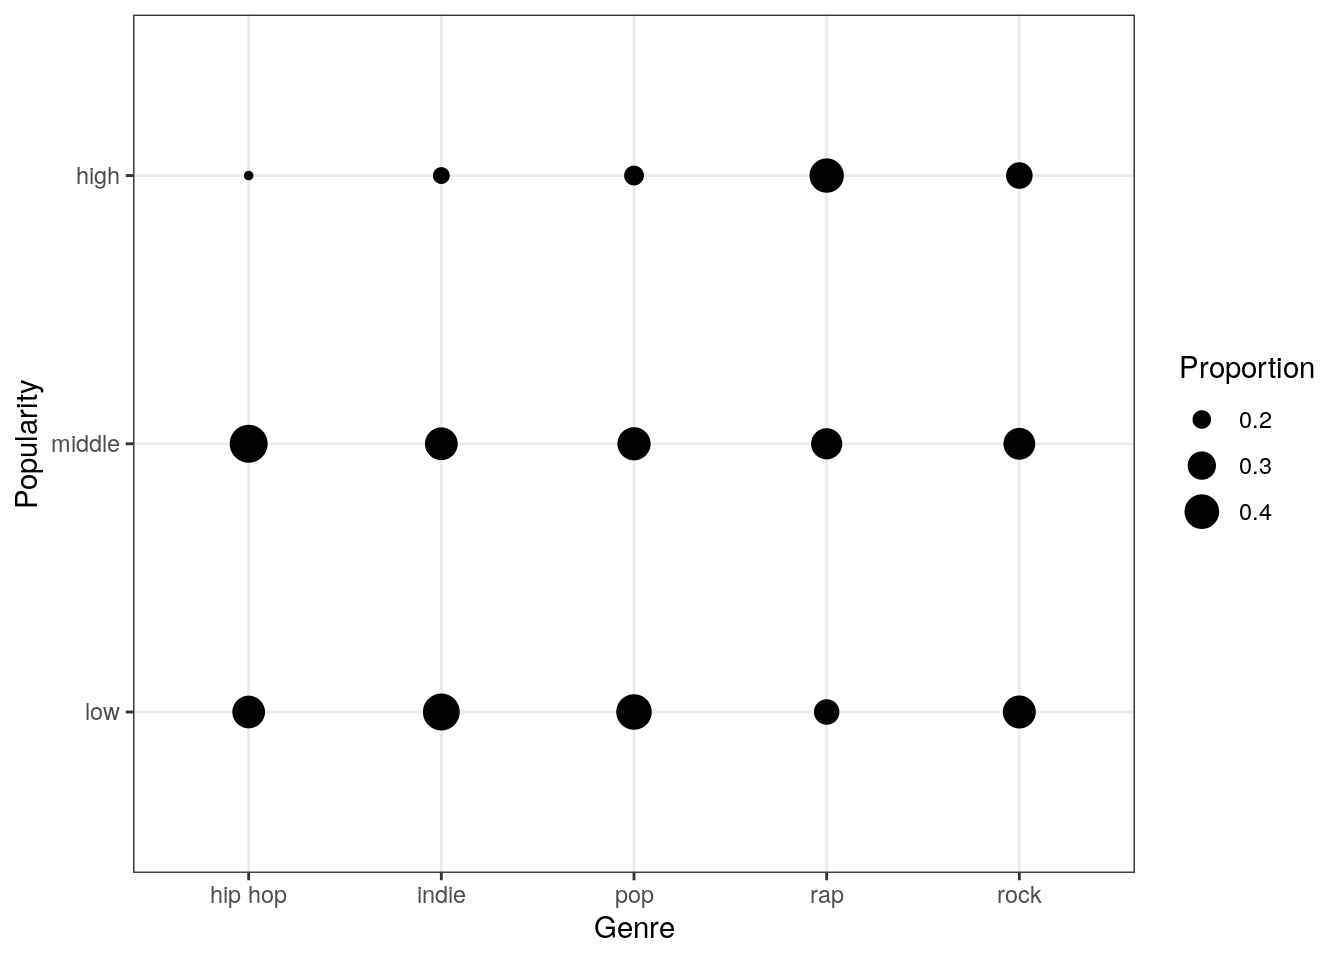 high
middle
low
Popularity
hip hop
indie
pop
rap
rock
Genre
Proportion
0.2
0.3
0.4